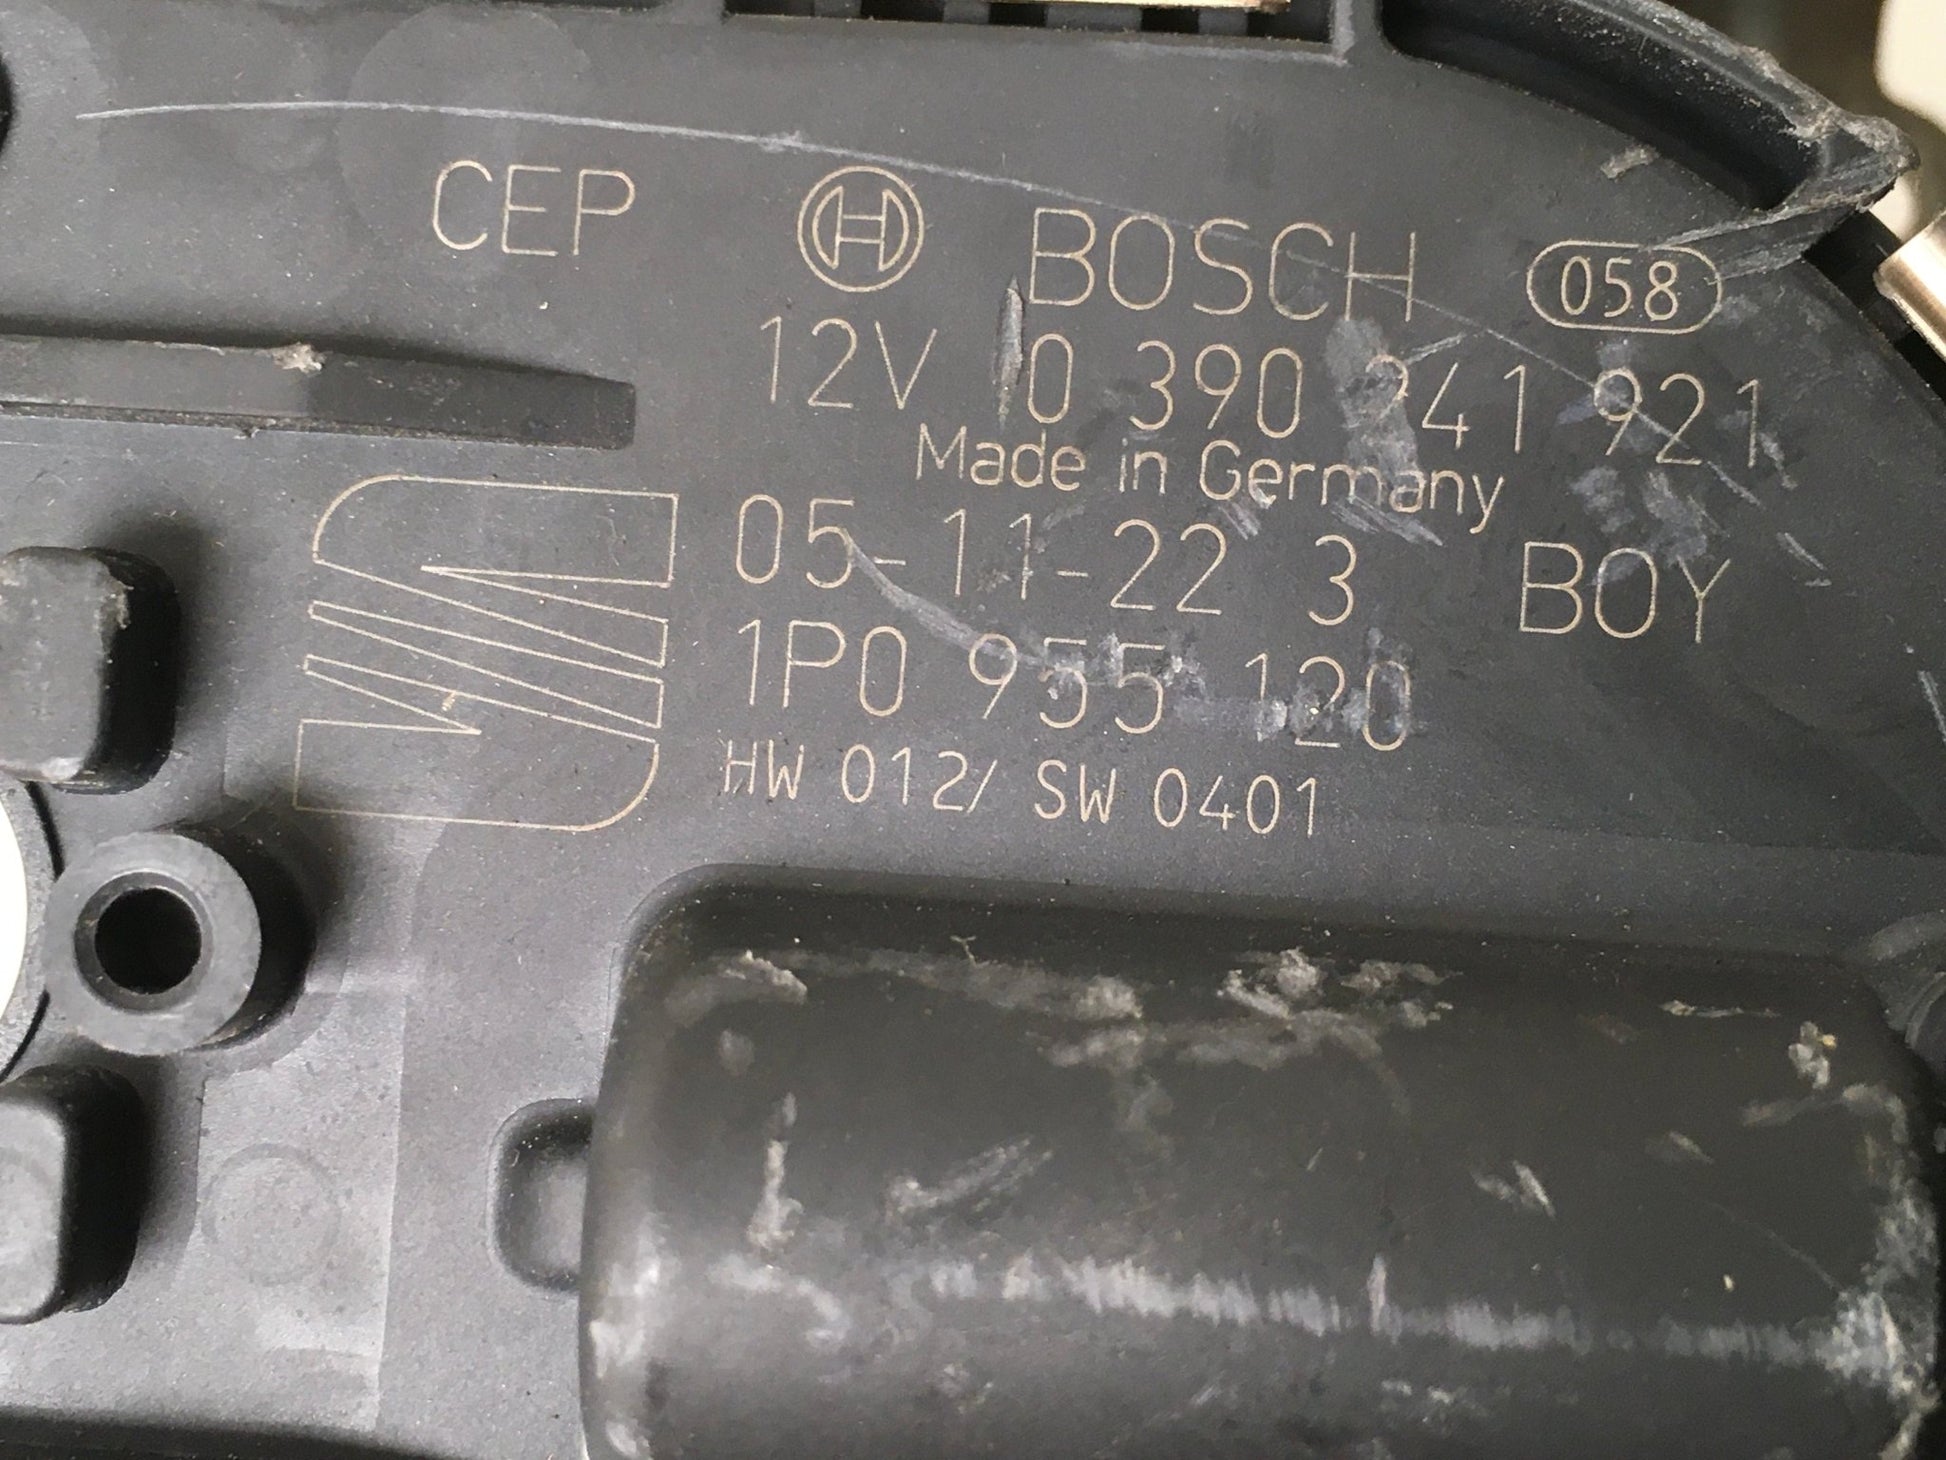 CEP BOSCH 058
12V 0 390 241 921
Made in Germany
05-11-22 3 BOY
1P0 955 120
HW 012/ SW 0401